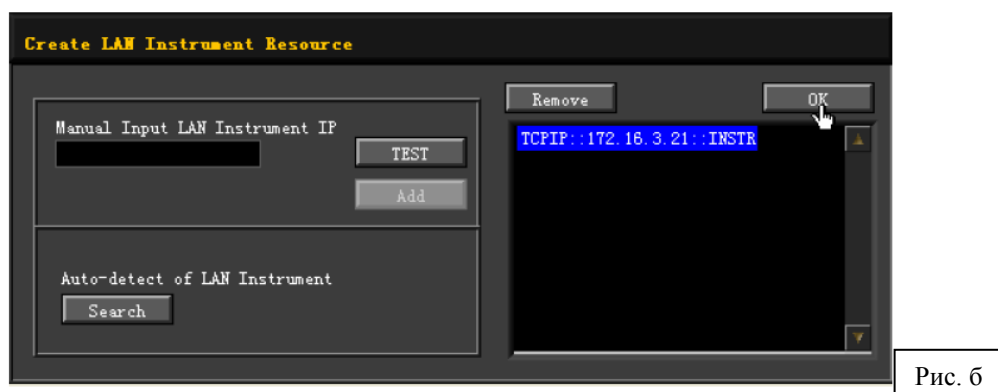 Create LAN Instrument Resource
Manual Input LAN Instrument IP
TEST
Add
Auto-detect of LAN Instrument
Search
Remove
OK
TCPIP::172.16.3.21::INSTR
Рис. б